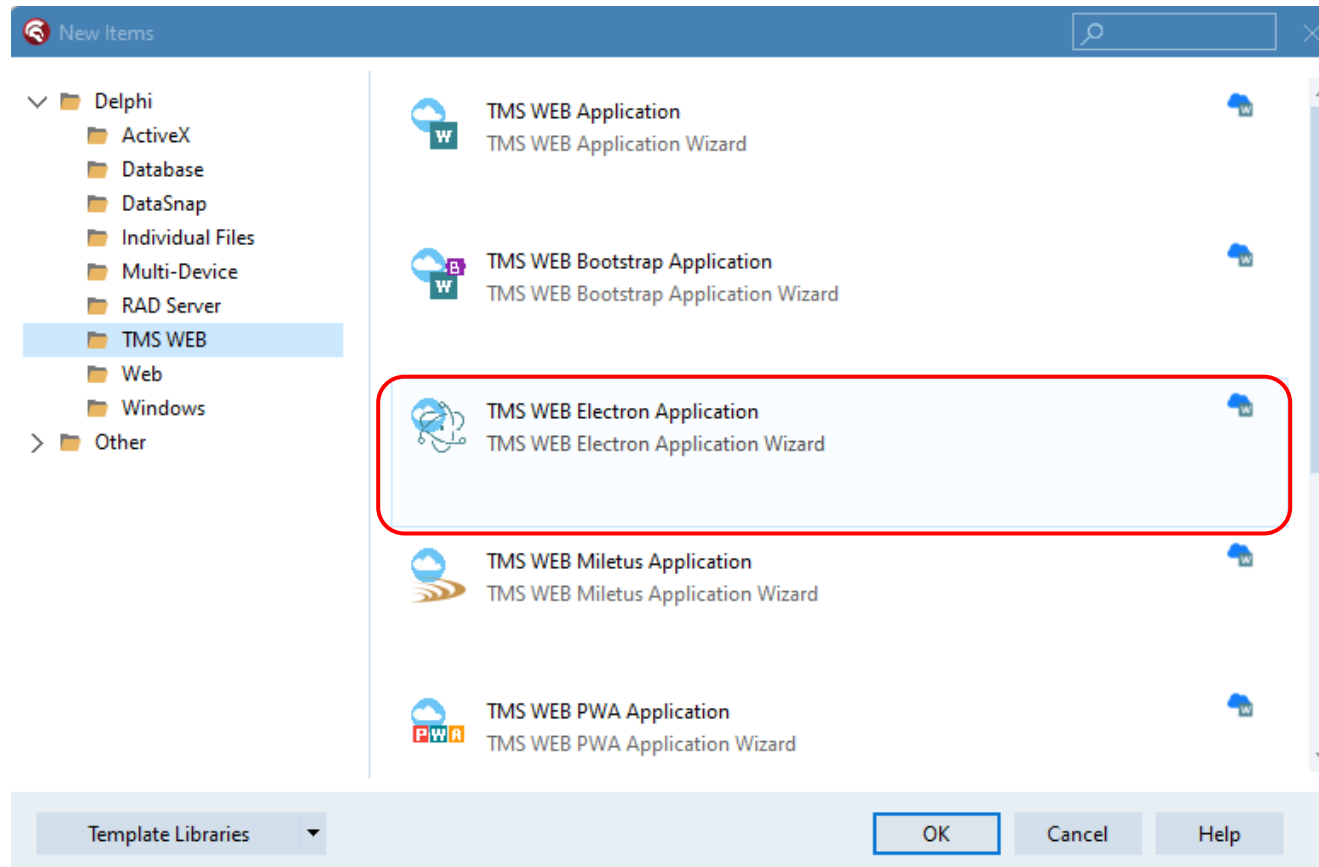 New Items
Delphi
ActiveX
Database
DataSnap
Individual Files
Multi-Device
RAD Server
TMS WEB
Web
Windows
Other
TMS WEB Application
TMS WEB Application Wizard
TMS WEB Bootstrap Application
TMS WEB Bootstrap Application Wizard
TMS WEB Electron Application
TMS WEB Electron Application Wizard
TMS WEB Miletus Application
TMS WEB Miletus Application Wizard
TMS WEB PWA Application
TMS WEB PWA Application Wizard
W
W
B
W
W
W
W
PWA
W
Template Libraries
OK
Cancel
Help